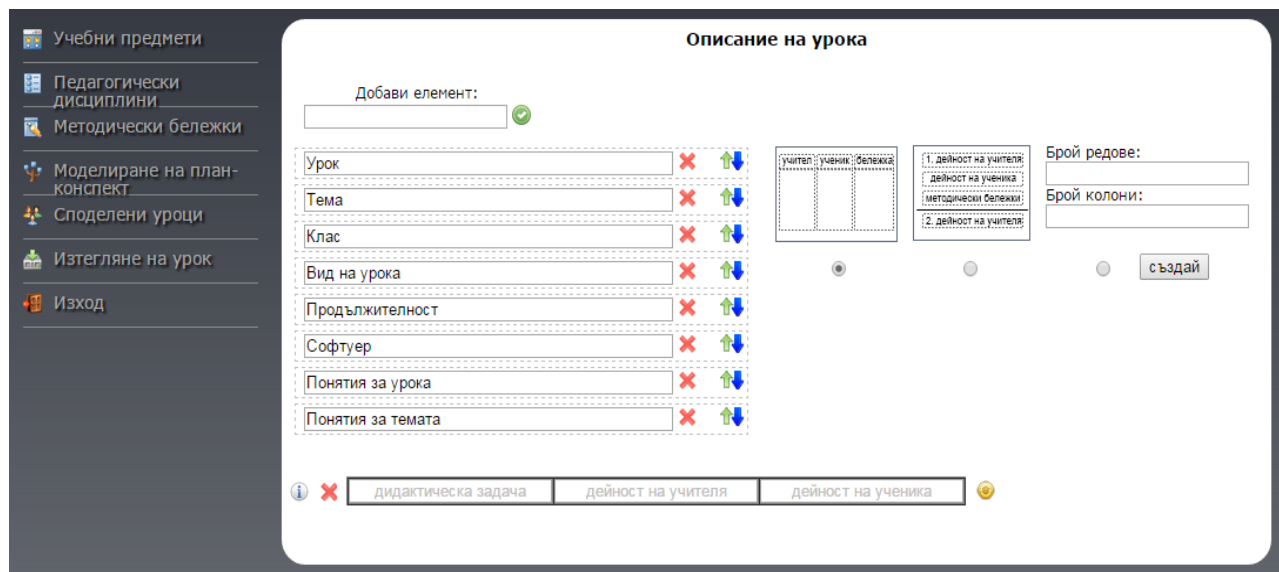 Учебни предмети
Педагогически
дисциплини
Методически бележки
Моделиране на план-
конспект
Споделени уроци
Изтегляне на урок
Изход
Описание на урока
Добави елемент:
Урок
Тема
Клас
Вид на урока
Продължителност
Софтуер
Понятия за урока
Понятия за темата
учител ученик бележка
1. дейност на учителя
дейност на ученика
методически бележки
2. дейност на учителя
Брой редове:
Брой колони:
създай
дидактическа задача дейност на учителя дейност на ученика